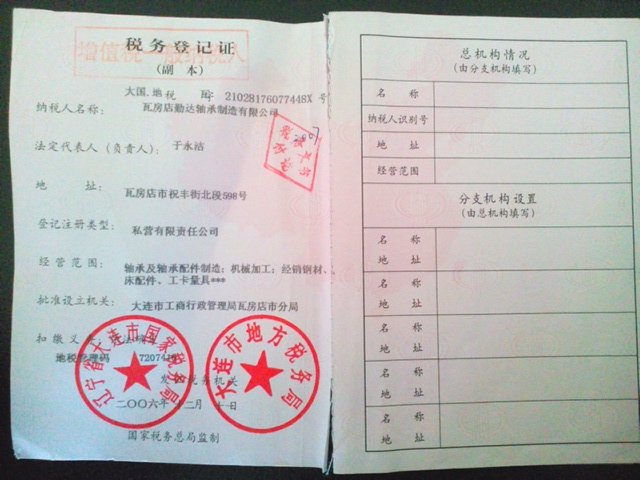 税务登记证
增值税一般纳税人
(副 本)
大国、地税 字 21028176077448X 号
纳税人名称： 瓦房店勤达轴承制造有限公司
法定代表人(负责人)： 于永洁
地 址： 瓦房店市祝丰街北段598号
登记注册类型： 私营有限责任公司
经营范围： 轴承及轴承配件制造；机械加工；经销钢材、
床配件、工卡量具***
批准设立机关： 大连市工商行政管理局瓦房店市分局
扣缴义
地税管理码
辽宁省大连市国家税务局
大连市地方税务局
发证税务机关
二〇〇六年 二月 日
国家税务总局监制
总机构情况
(由分支机构填写)
名 称
纳税人识别号
地 址
经营范围
分支机构设置
(由总机构填写)
名 称
地 址
名 称
地 址
名 称
地 址
名 称
地 址
名 称
地 址